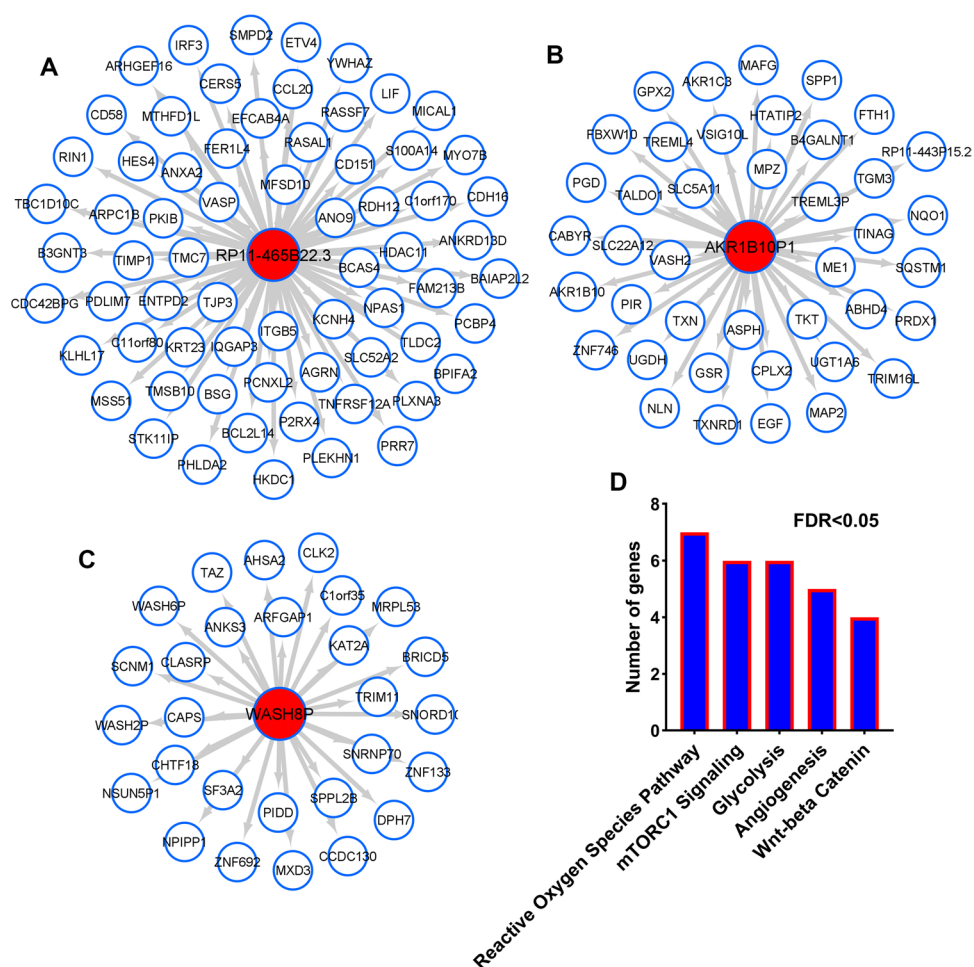 A
SMPD2
ETV4
IRF3
YWHAZ
ARHGEF16
CERS5
CCL20
LIF
CD58
MTHFD1L
EFCAB4A
RASSF7
MICAL1
RIN1
HES4
FER1L4
RASAL1
S100A14
MYO7B
ANXA2
CD151
MFSD10
TBC1D10C
ARPC1B
PKIB
VASP
ANO9
RDH12
C1orf170
CDH16
B3GNT3
TIMP1
TMC7
RP11-465B22.3
HDAC11
ANKRD13D
BCAS4
FAM213B
BAIAP2L2
CDC42BPG
PDLIM7
ENTPD2
TJP3
NPAS1
PCBP4
KCNH4
KLHL17
C11orf80
KRT23
IQGAP3
ITGB5
SLC52A2
TLDC2
BPIFA2
MSS51
TMSB10
BSG
PCNXL2
AGRN
TNFRSF12A
PLXNA3
STK11IP
BCL2L14
P2RX4
PRR7
PHLDA2
HKDC1
PLEKHN1
B
MAFG
AKR1C3
SPP1
GPX2
FTH1
FBXW10
TREML4
VSIG10L
HTATIP2
B4GALNT1
RP11-443P15.2
PGD
TALDO1
SLC5A11
MPZ
TGM3
TREML3P
NQO1
CABYR
SLC22A12
VASH2
AKR1B10P1
TINAG
ME1
SQSTM1
AKR1B10
PIR
TXN
ASPH
TKT
ABHD4
PRDX1
ZNF746
UGDH
GSR
CPLX2
UGT1A6
TRIM16L
NLN
TXNRD1
EGF
MAP2
C
CLK2
AHSA2
TAZ
C1orf35
WASH6P
ARFGAP1
MRPL53
ANKS3
KAT2A
SCNM1
CLASRP
BRICD5
TRIM11
WASH2P
CAPS
WASH8P
SNORD10
CHTF18
SNRNP70
ZNF133
NSUN5P1
SF3A2
PIDD
SPPL2B
DPH7
NPIPP1
ZNF692
MXD3
CCDC130
D
FDR<0.05
Number of genes
8
6
4
2
0
Reactive Oxygen Species Pathway
mTORC1 Signaling
Glycolysis
Angiogenesis
Wnt-beta Catenin